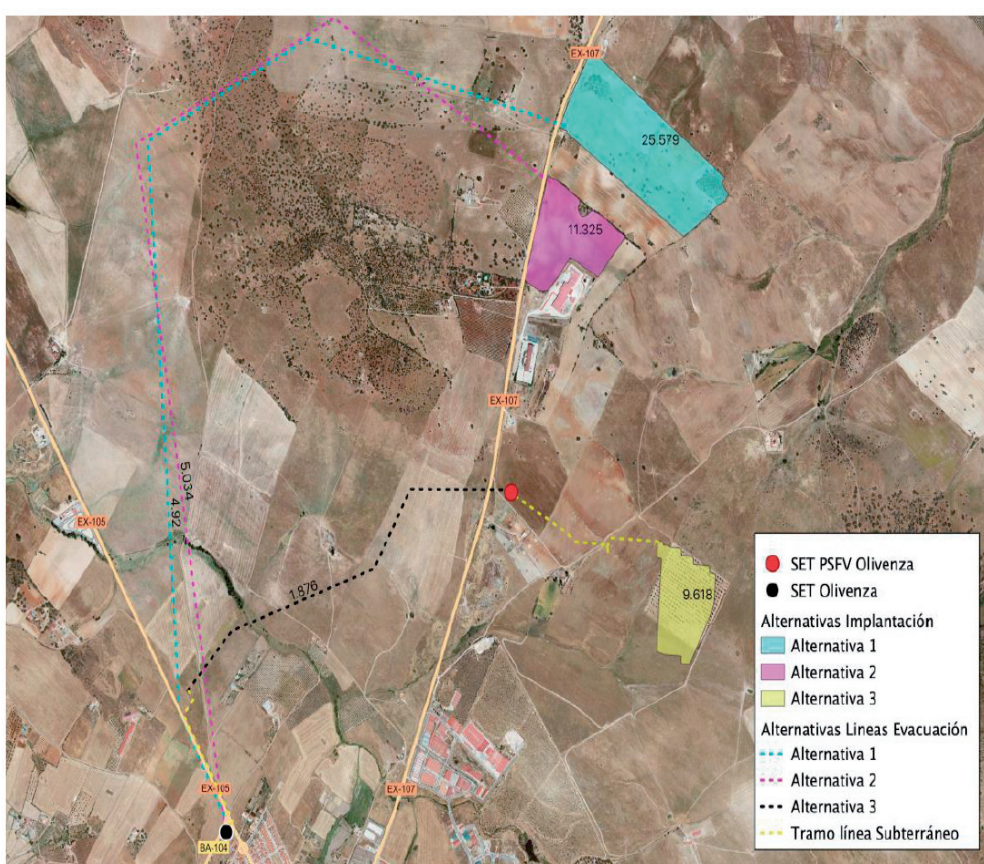 EX-107
25.579
11.325
EX-107
5.034
4.92
EX-105
1.876
9.618
EX-105
EX-107
BA-104
SET PSFV Olivenza
SET Olivenza
Alternativas Implantación
Alternativa 1
Alternativa 2
Alternativa 3
Alternativas Lineas Evacuación
Alternativa 1
Alternativa 2
Alternativa 3
Tramo línea Subterráneo